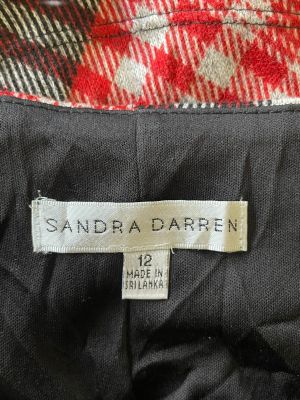 SANDRA DARREN
12
MADE IN
SRI LANKA